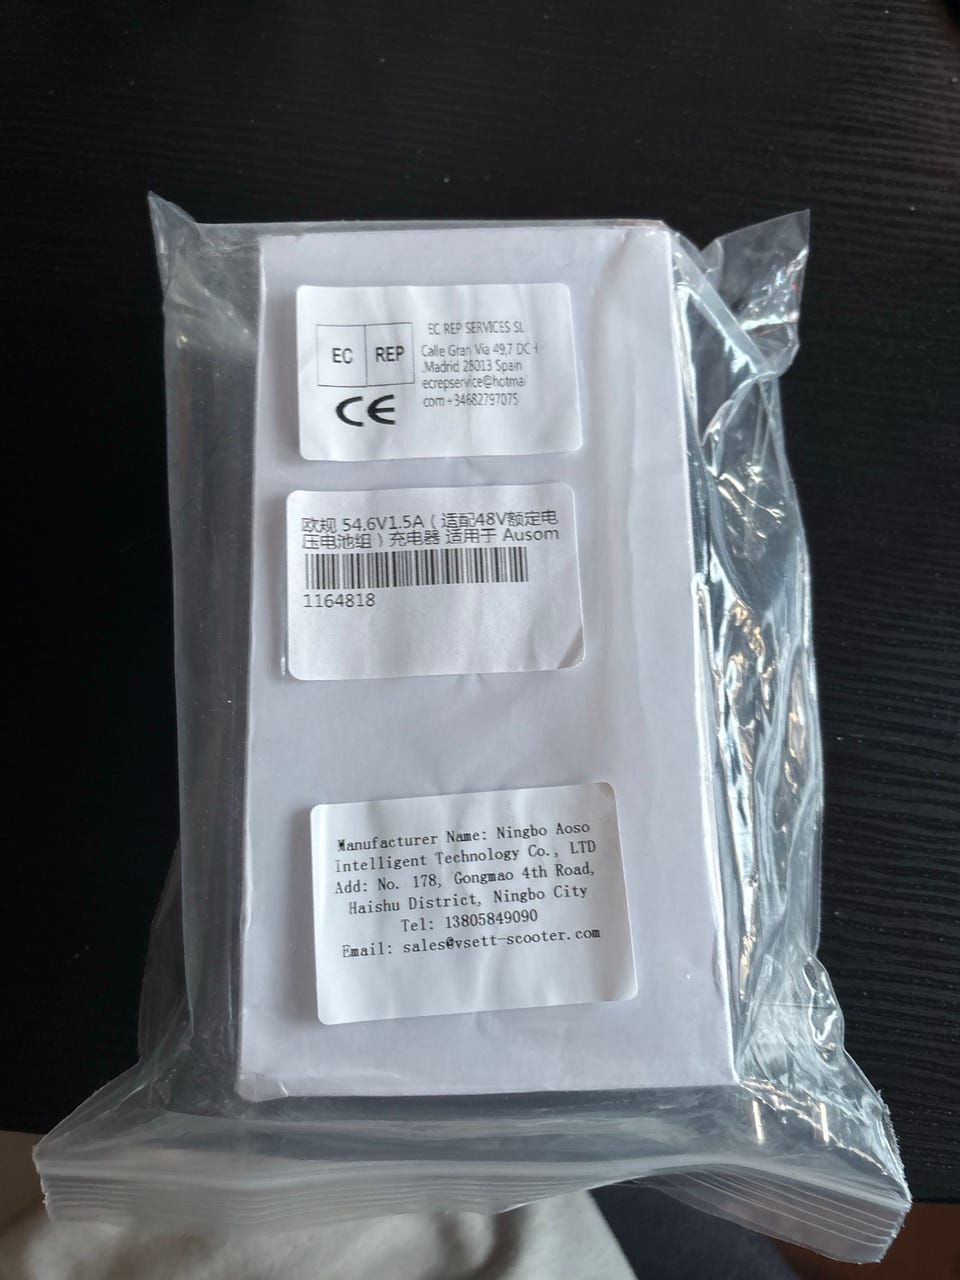 EC REP
EC REP SERVICES SL
Calle Gran Via 49,7 DC
.Madrid 28013 Spain
ecrepservice@hotmai
com+34682797075
CE
欧规 54.6V1.5A（适配48V额定电
压电池组）充电器 适用于 Ausom
1164818
Manufacturer Name: Ningbo Aoso
Intelligent Technology Co., LTD
Add: No. 178, Gongmao 4th Road,
Haishu District, Ningbo City
Tel: 13805849090
Email: sales@vsett-scooter.com